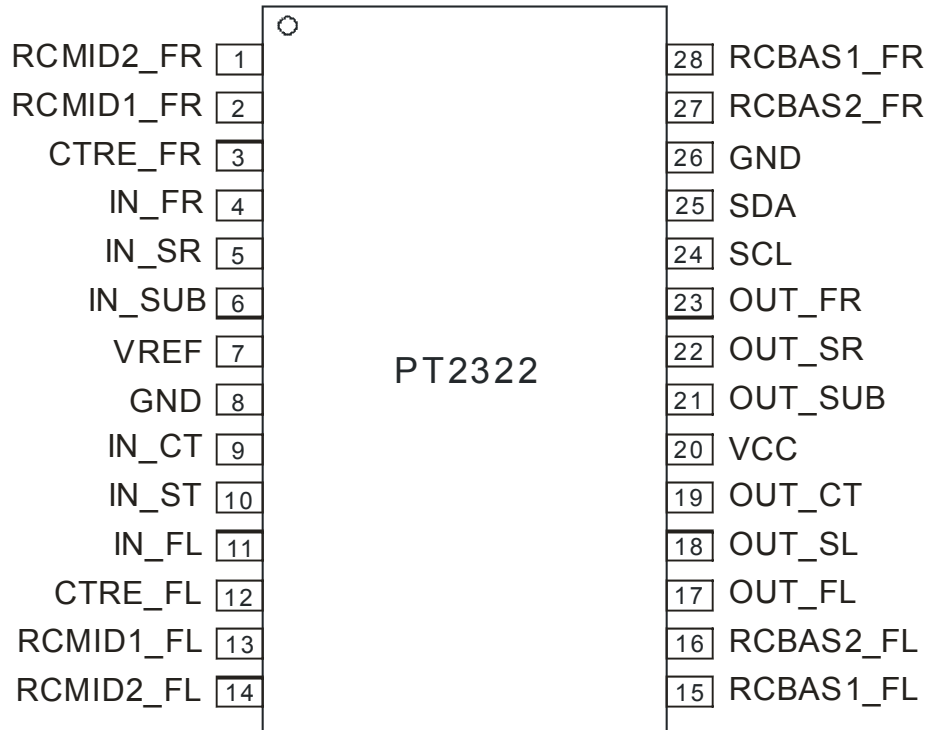 RCMID2_FR 1
RCMID1_FR 2
CTRE_FR 3
IN_FR 4
IN_SR 5
IN_SUB 6
VREF 7
GND 8
IN_CT 9
IN_ST 10
IN_FL 11
CTRE_FL 12
RCMID1_FL 13
RCMID2_FL 14
PT2322
28 RCBAS1_FR
27 RCBAS2_FR
26 GND
25 SDA
24 SCL
23 OUT_FR
22 OUT_SR
21 OUT_SUB
20 VCC
19 OUT_CT
18 OUT_SL
17 OUT_FL
16 RCBAS2_FL
15 RCBAS1_FL